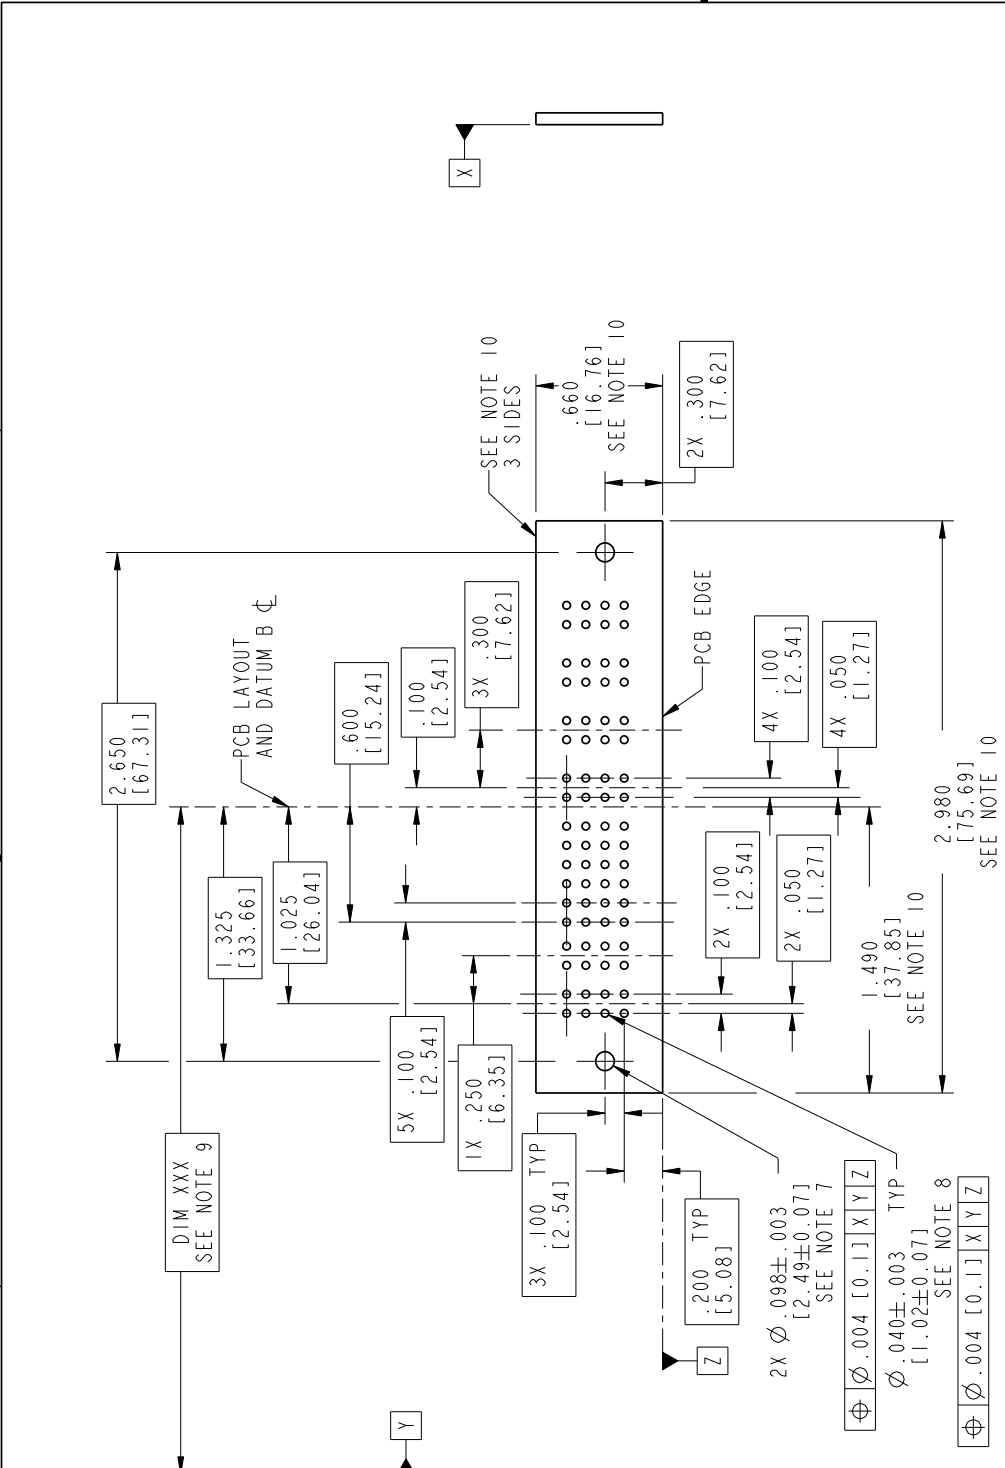 X
SEE NOTE 10
3 SIDES
.660
[16.76]
SEE NOTE 10
2X .300
[7.62]
2.650
[67.31]
PCB LAYOUT
AND DATUM B ℄
.600
[15.24]
.100
[2.54]
3X .300
[7.62]
PCB EDGE
4X .100
[2.54]
4X .050
[1.27]
2.980
[75.69]
SEE NOTE 10
1.325
[33.66]
1.025
[26.04]
2X .100
[2.54]
2X .050
[1.27]
1.490
[37.85]
SEE NOTE 10
5X .100
[2.54]
1X .250
[6.35]
DIM XXX
SEE NOTE 9
3X .100 TYP
[2.54]
.200 TYP
[5.08]
Z
2X ∅.098±.003
[2.49±0.07]
SEE NOTE 7
⌖ ∅.004 [0.1] X Y Z
∅.040±.003 TYP
[1.02±0.07]
SEE NOTE 8
⌖ ∅.004 [0.1] X Y Z
Y